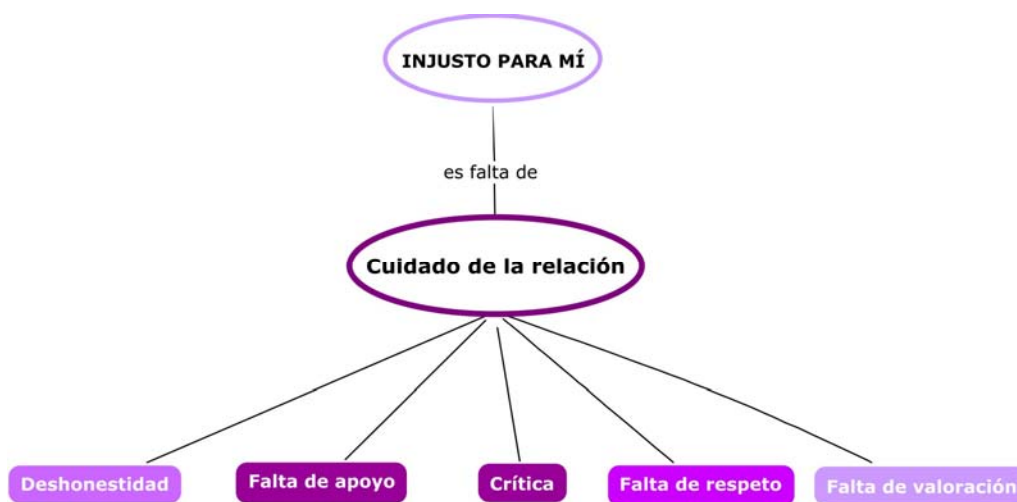 INJUSTO PARA MÍ
es falta de
Cuidado de la relación
Deshonestidad
Falta de apoyo
Crítica
Falta de respeto
Falta de valoración